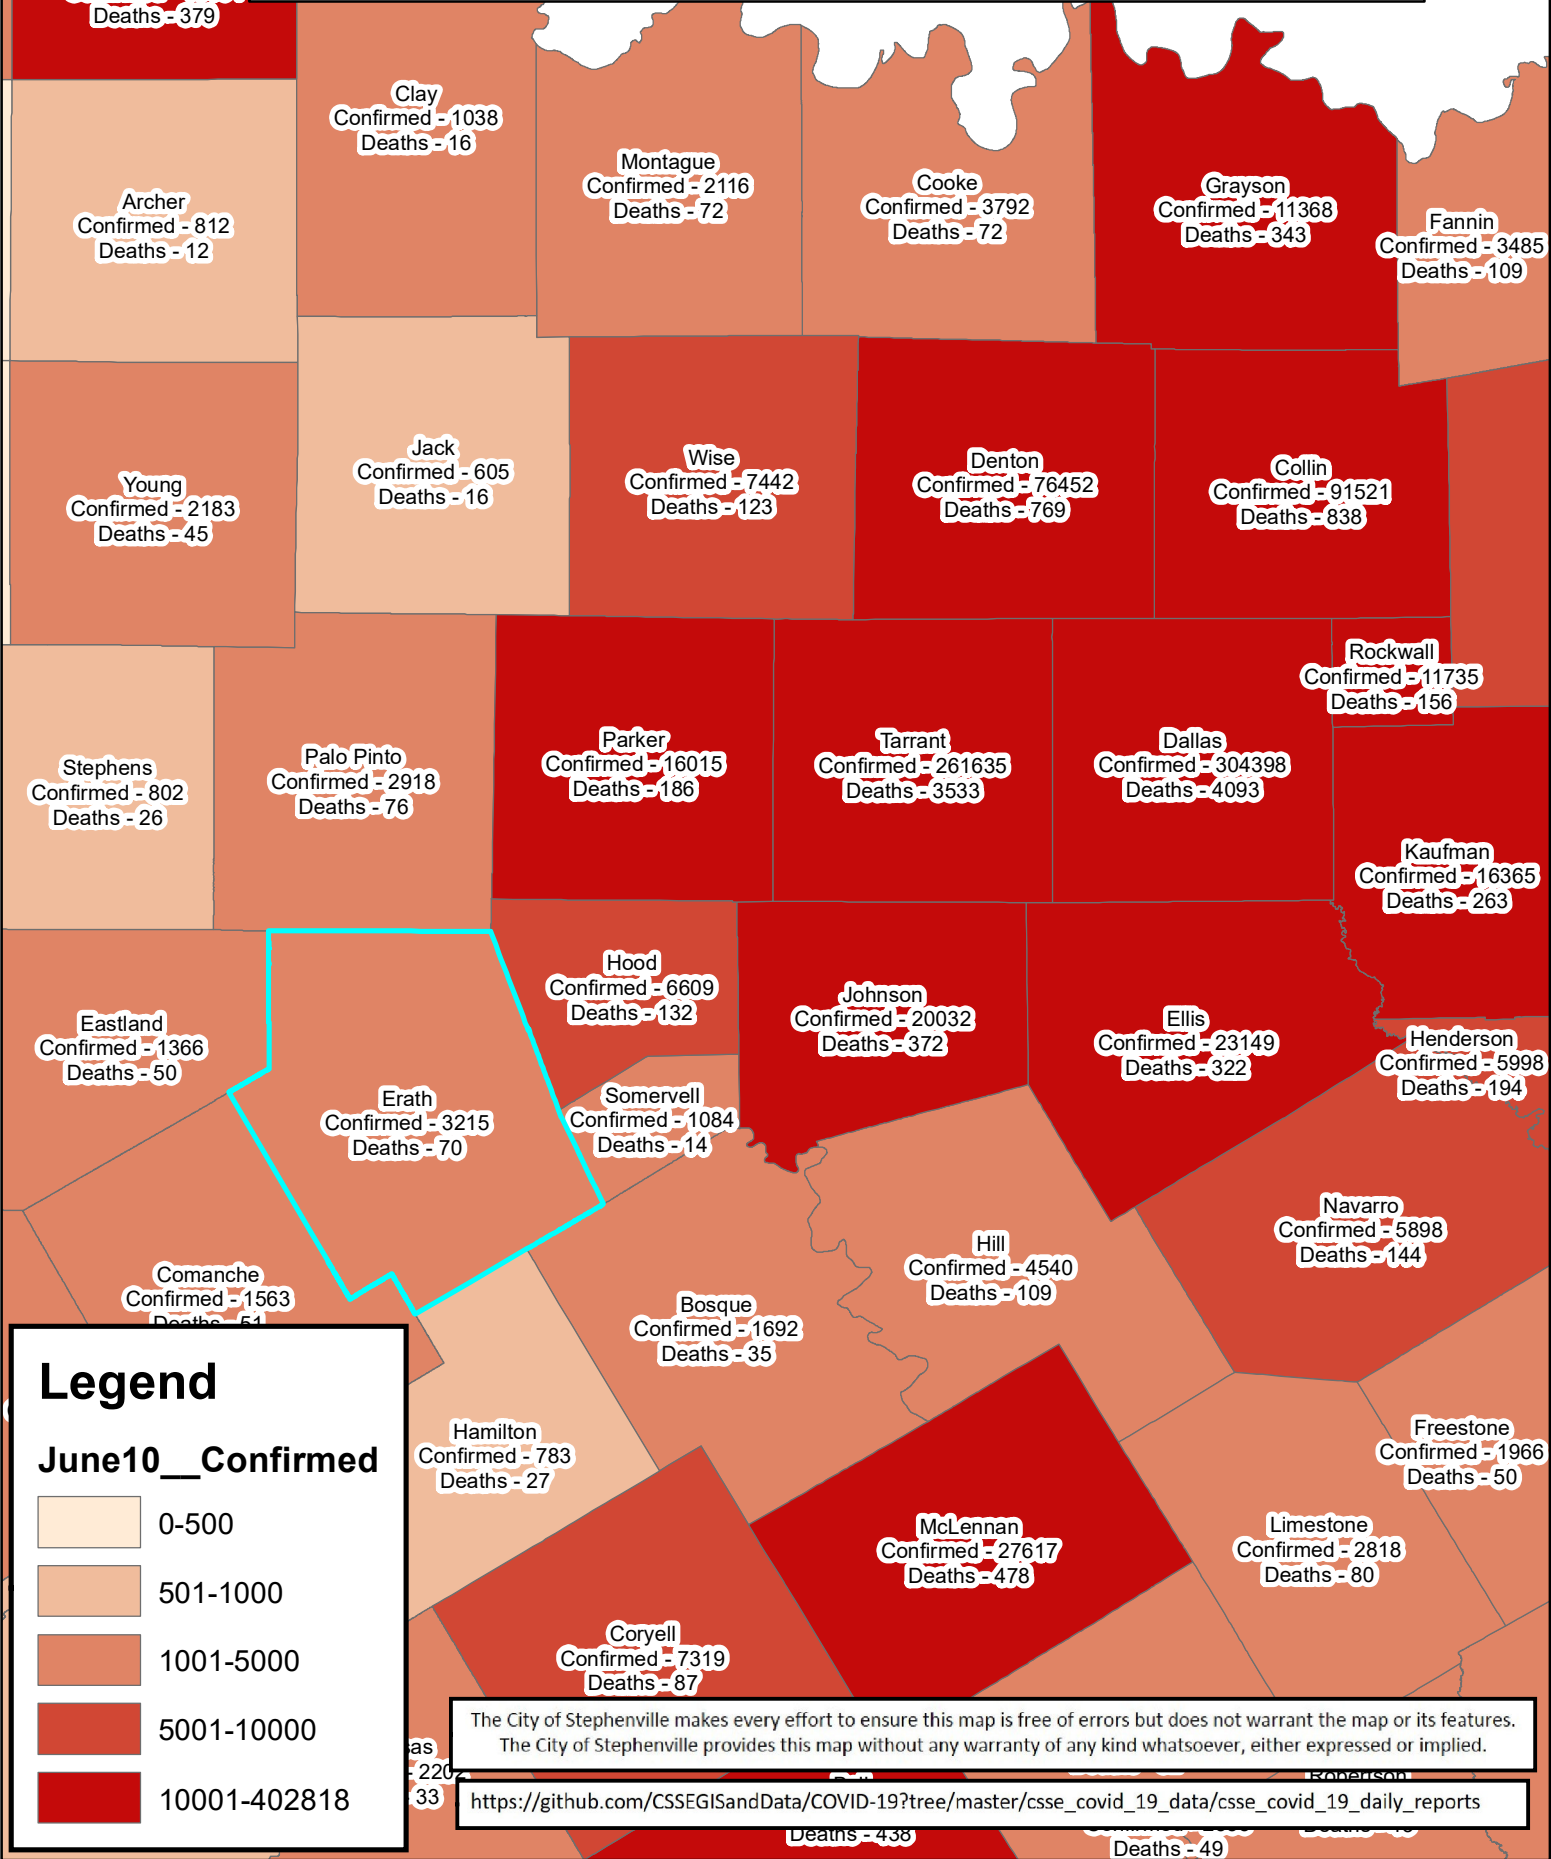 Deaths - 379
Clay
Confirmed - 1038
Deaths - 16
Montague
Confirmed - 2116
Deaths - 72
Cooke
Confirmed - 3792
Deaths - 72
Grayson
Confirmed - 11368
Deaths - 343
Fannin
Confirmed - 3485
Deaths - 109
Archer
Confirmed - 812
Deaths - 12
Young
Confirmed - 2183
Deaths - 45
Jack
Confirmed - 605
Deaths - 16
Wise
Confirmed - 7442
Deaths - 123
Denton
Confirmed - 76452
Deaths - 769
Collin
Confirmed - 91521
Deaths - 838
Rockwall
Confirmed - 11735
Deaths - 156
Stephens
Confirmed - 802
Deaths - 26
Palo Pinto
Confirmed - 2918
Deaths - 76
Parker
Confirmed - 16015
Deaths - 186
Tarrant
Confirmed - 261635
Deaths - 3533
Dallas
Confirmed - 304398
Deaths - 4093
Kaufman
Confirmed - 16365
Deaths - 263
Eastland
Confirmed - 1366
Deaths - 50
Erath
Confirmed - 3215
Deaths - 70
Hood
Confirmed - 6609
Deaths - 132
Somervell
Confirmed - 1084
Deaths - 14
Johnson
Confirmed - 20032
Deaths - 372
Ellis
Confirmed - 23149
Deaths - 322
Henderson
Confirmed - 5998
Deaths - 194
Navarro
Confirmed - 5898
Deaths - 144
Hill
Confirmed - 4540
Deaths - 109
Comanche
Confirmed - 1563
Deaths - 51
Bosque
Confirmed - 1692
Deaths - 35
Hamilton
Confirmed - 783
Deaths - 27
Freestone
Confirmed - 1966
Deaths - 50
McLennan
Confirmed - 27617
Deaths - 478
Limestone
Confirmed - 2818
Deaths - 80
Coryell
Confirmed - 7319
Deaths - 87
sas
- 2202
33
Robertson
Deaths - 438
Deaths - 49
Legend
June10__Confirmed
0-500
501-1000
1001-5000
5001-10000
10001-402818
The City of Stephenville makes every effort to ensure this map is free of errors but does not warrant the map or its features.
The City of Stephenville provides this map without any warranty of any kind whatsoever, either expressed or implied.
https://github.com/CSSEGISandData/COVID-19?tree/master/csse_covid_19_data/csse_covid_19_daily_reports